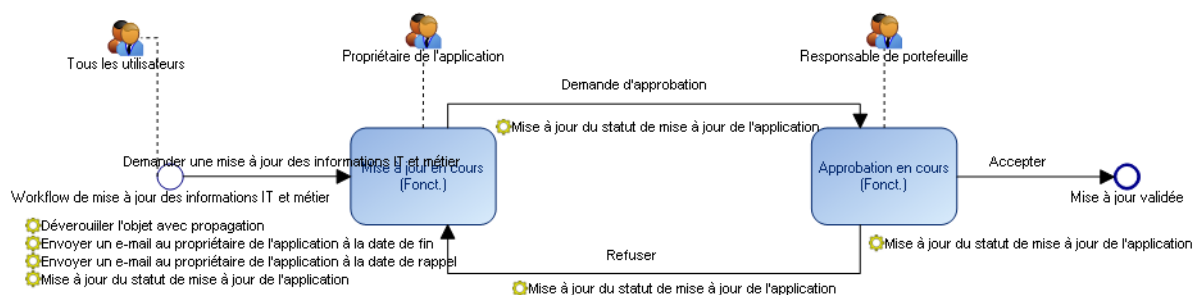 Tous les utilisateurs
Propriétaire de l'application
Responsable de portefeuille
Demande d'approbation
Mise à jour du statut de mise à jour de l'application
Demander une mise à jour des informations IT et métier
Mise à jour en cours
(Fonct.)
Approbation en cours
(Fonct.)
Accepter
Workflow de mise à jour des informations IT et métier
Mise à jour validée
Déverouiller l'objet avec propagation
Envoyer un e-mail au propriétaire de l'application à la date de fin
Envoyer un e-mail au propriétaire de l'application à la date de rappel
Mise à jour du statut de mise à jour de l'application
Refuser
Mise à jour du statut de mise à jour de l'application
Mise à jour du statut de mise à jour de l'application